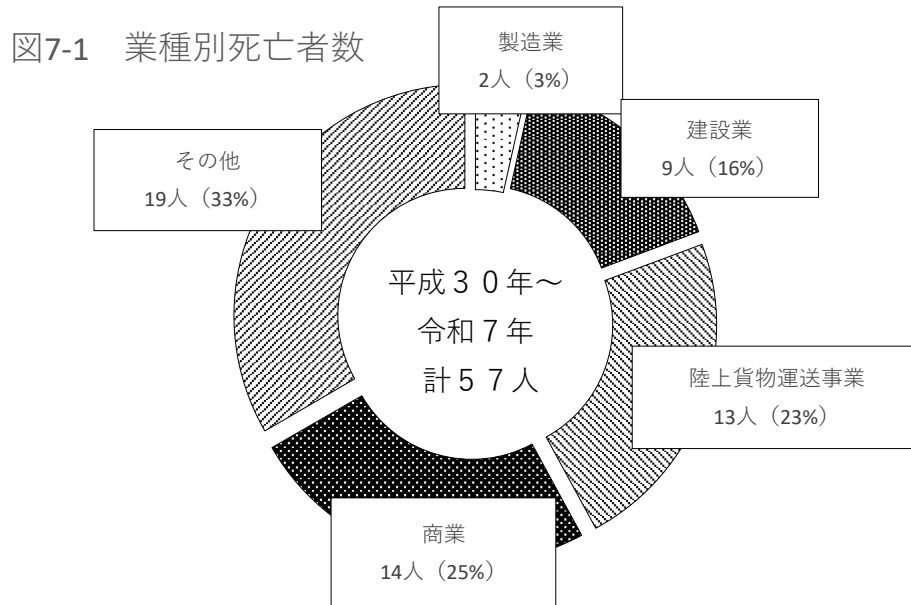 図7-1　業種別死亡者数
製造業
2人（3%）
建設業
9人（16%）
陸上貨物運送事業
13人（23%）
商業
14人（25%）
その他
19人（33%）
平成３０年～
令和７年
計５７人